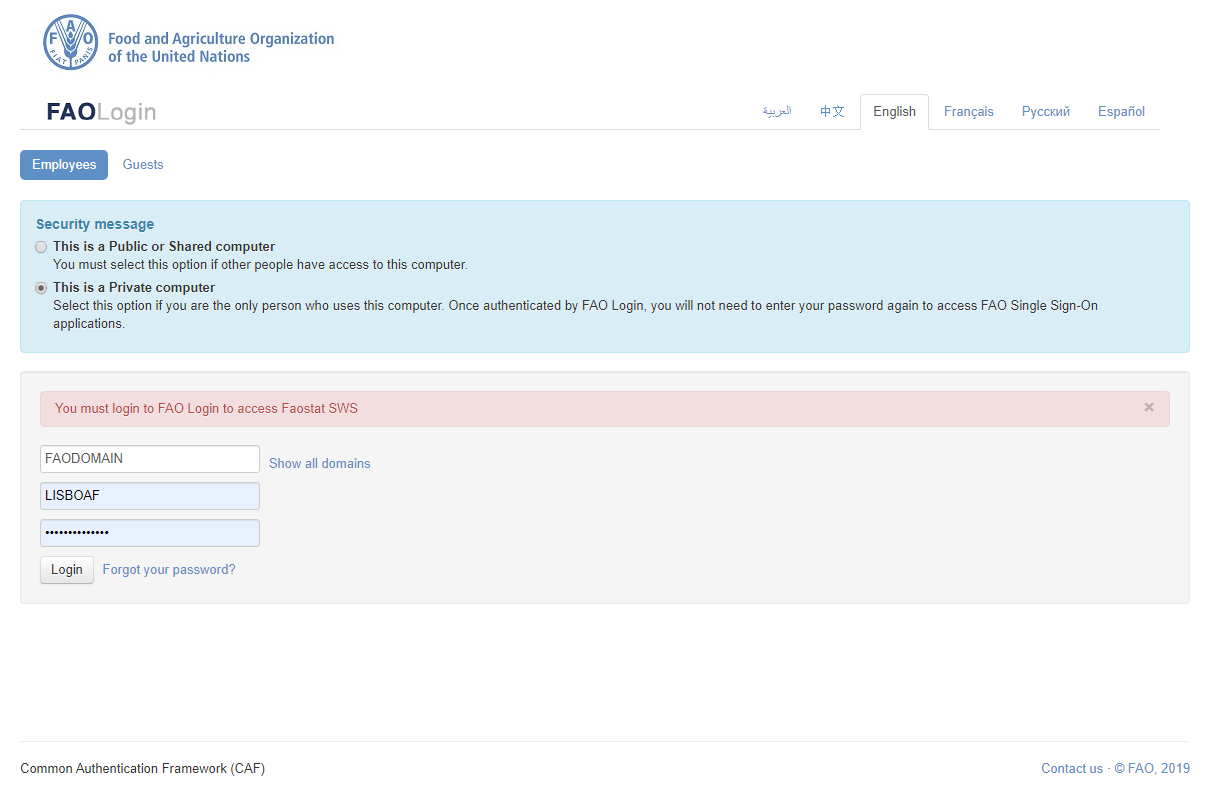 F A O
FIAT PANIS
Food and Agriculture Organization
of the United Nations
FAOLogin
العربية
中文
English
Français
Русский
Español
Employees
Guests
Security message
This is a Public or Shared computer
You must select this option if other people have access to this computer.
This is a Private computer
Select this option if you are the only person who uses this computer. Once authenticated by FAO Login, you will not need to enter your password again to access FAO Single Sign-On
applications.
You must login to FAO Login to access Faostat SWS
×
FAODOMAIN
Show all domains
LISBOAF
••••••••••••••
Login
Forgot your password?
Common Authentication Framework (CAF)
Contact us · © FAO, 2019